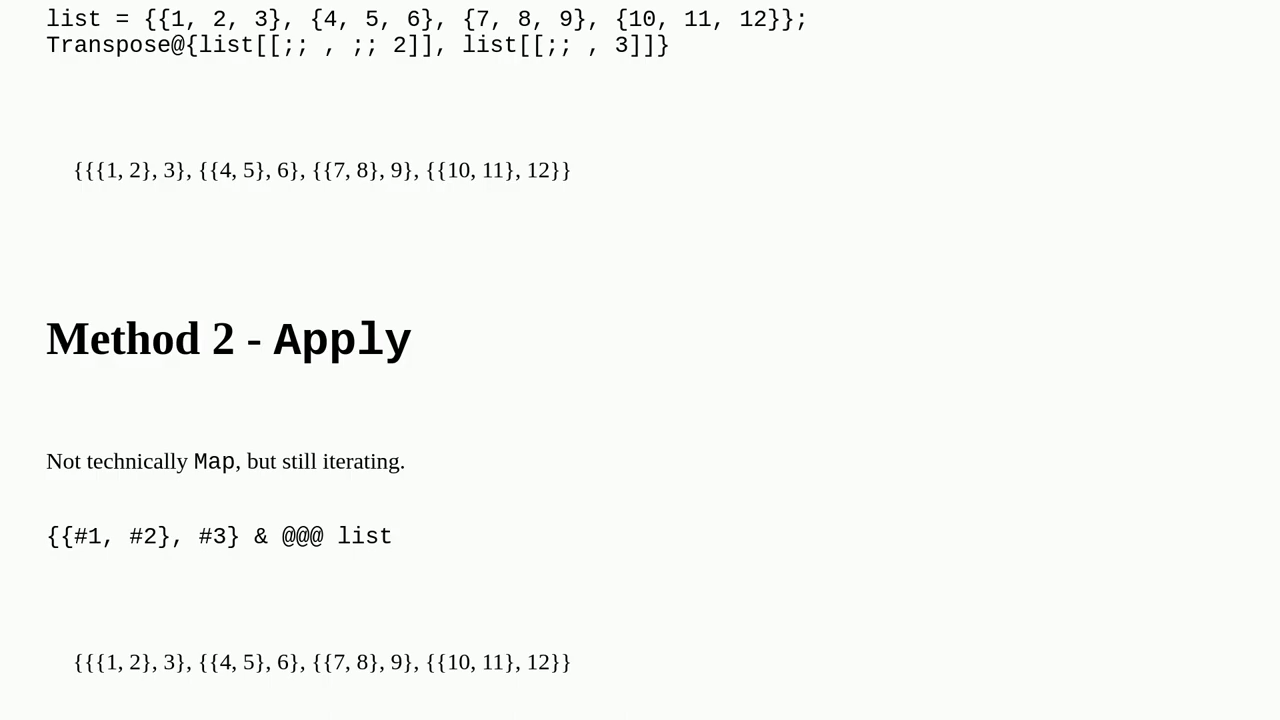 list = {{1, 2, 3}, {4, 5, 6}, {7, 8, 9}, {10, 11, 12}};
Transpose@{list[[;; , ;; 2]], list[[;; , 3]]}
{{{1, 2}, 3}, {{4, 5}, 6}, {{7, 8}, 9}, {{10, 11}, 12}}
Method 2 - Apply
Not technically Map, but still iterating.
{{#1, #2}, #3} & @@@ list
{{{1, 2}, 3}, {{4, 5}, 6}, {{7, 8}, 9}, {{10, 11}, 12}}